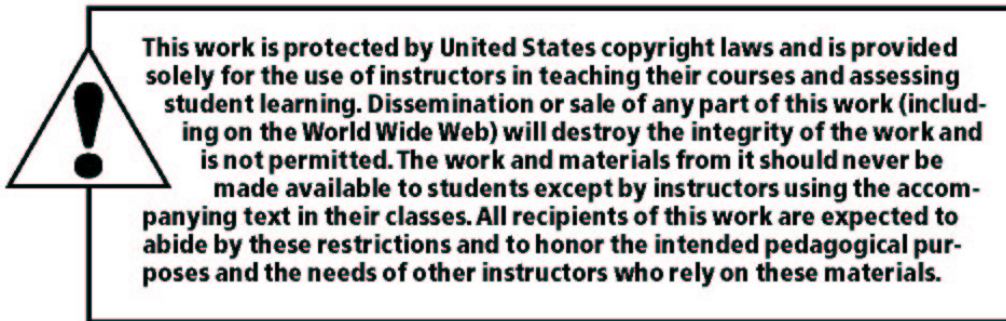 This work is protected by United States copyright laws and is provided
solely for the use of instructors in teaching their courses and assessing
student learning. Dissemination or sale of any part of this work (includ-
ing on the World Wide Web) will destroy the integrity of the work and
is not permitted. The work and materials from it should never be
made available to students except by instructors using the accom-
panying text in their classes. All recipients of this work are expected to
abide by these restrictions and to honor the intended pedagogical pur-
poses and the needs of other instructors who rely on these materials.